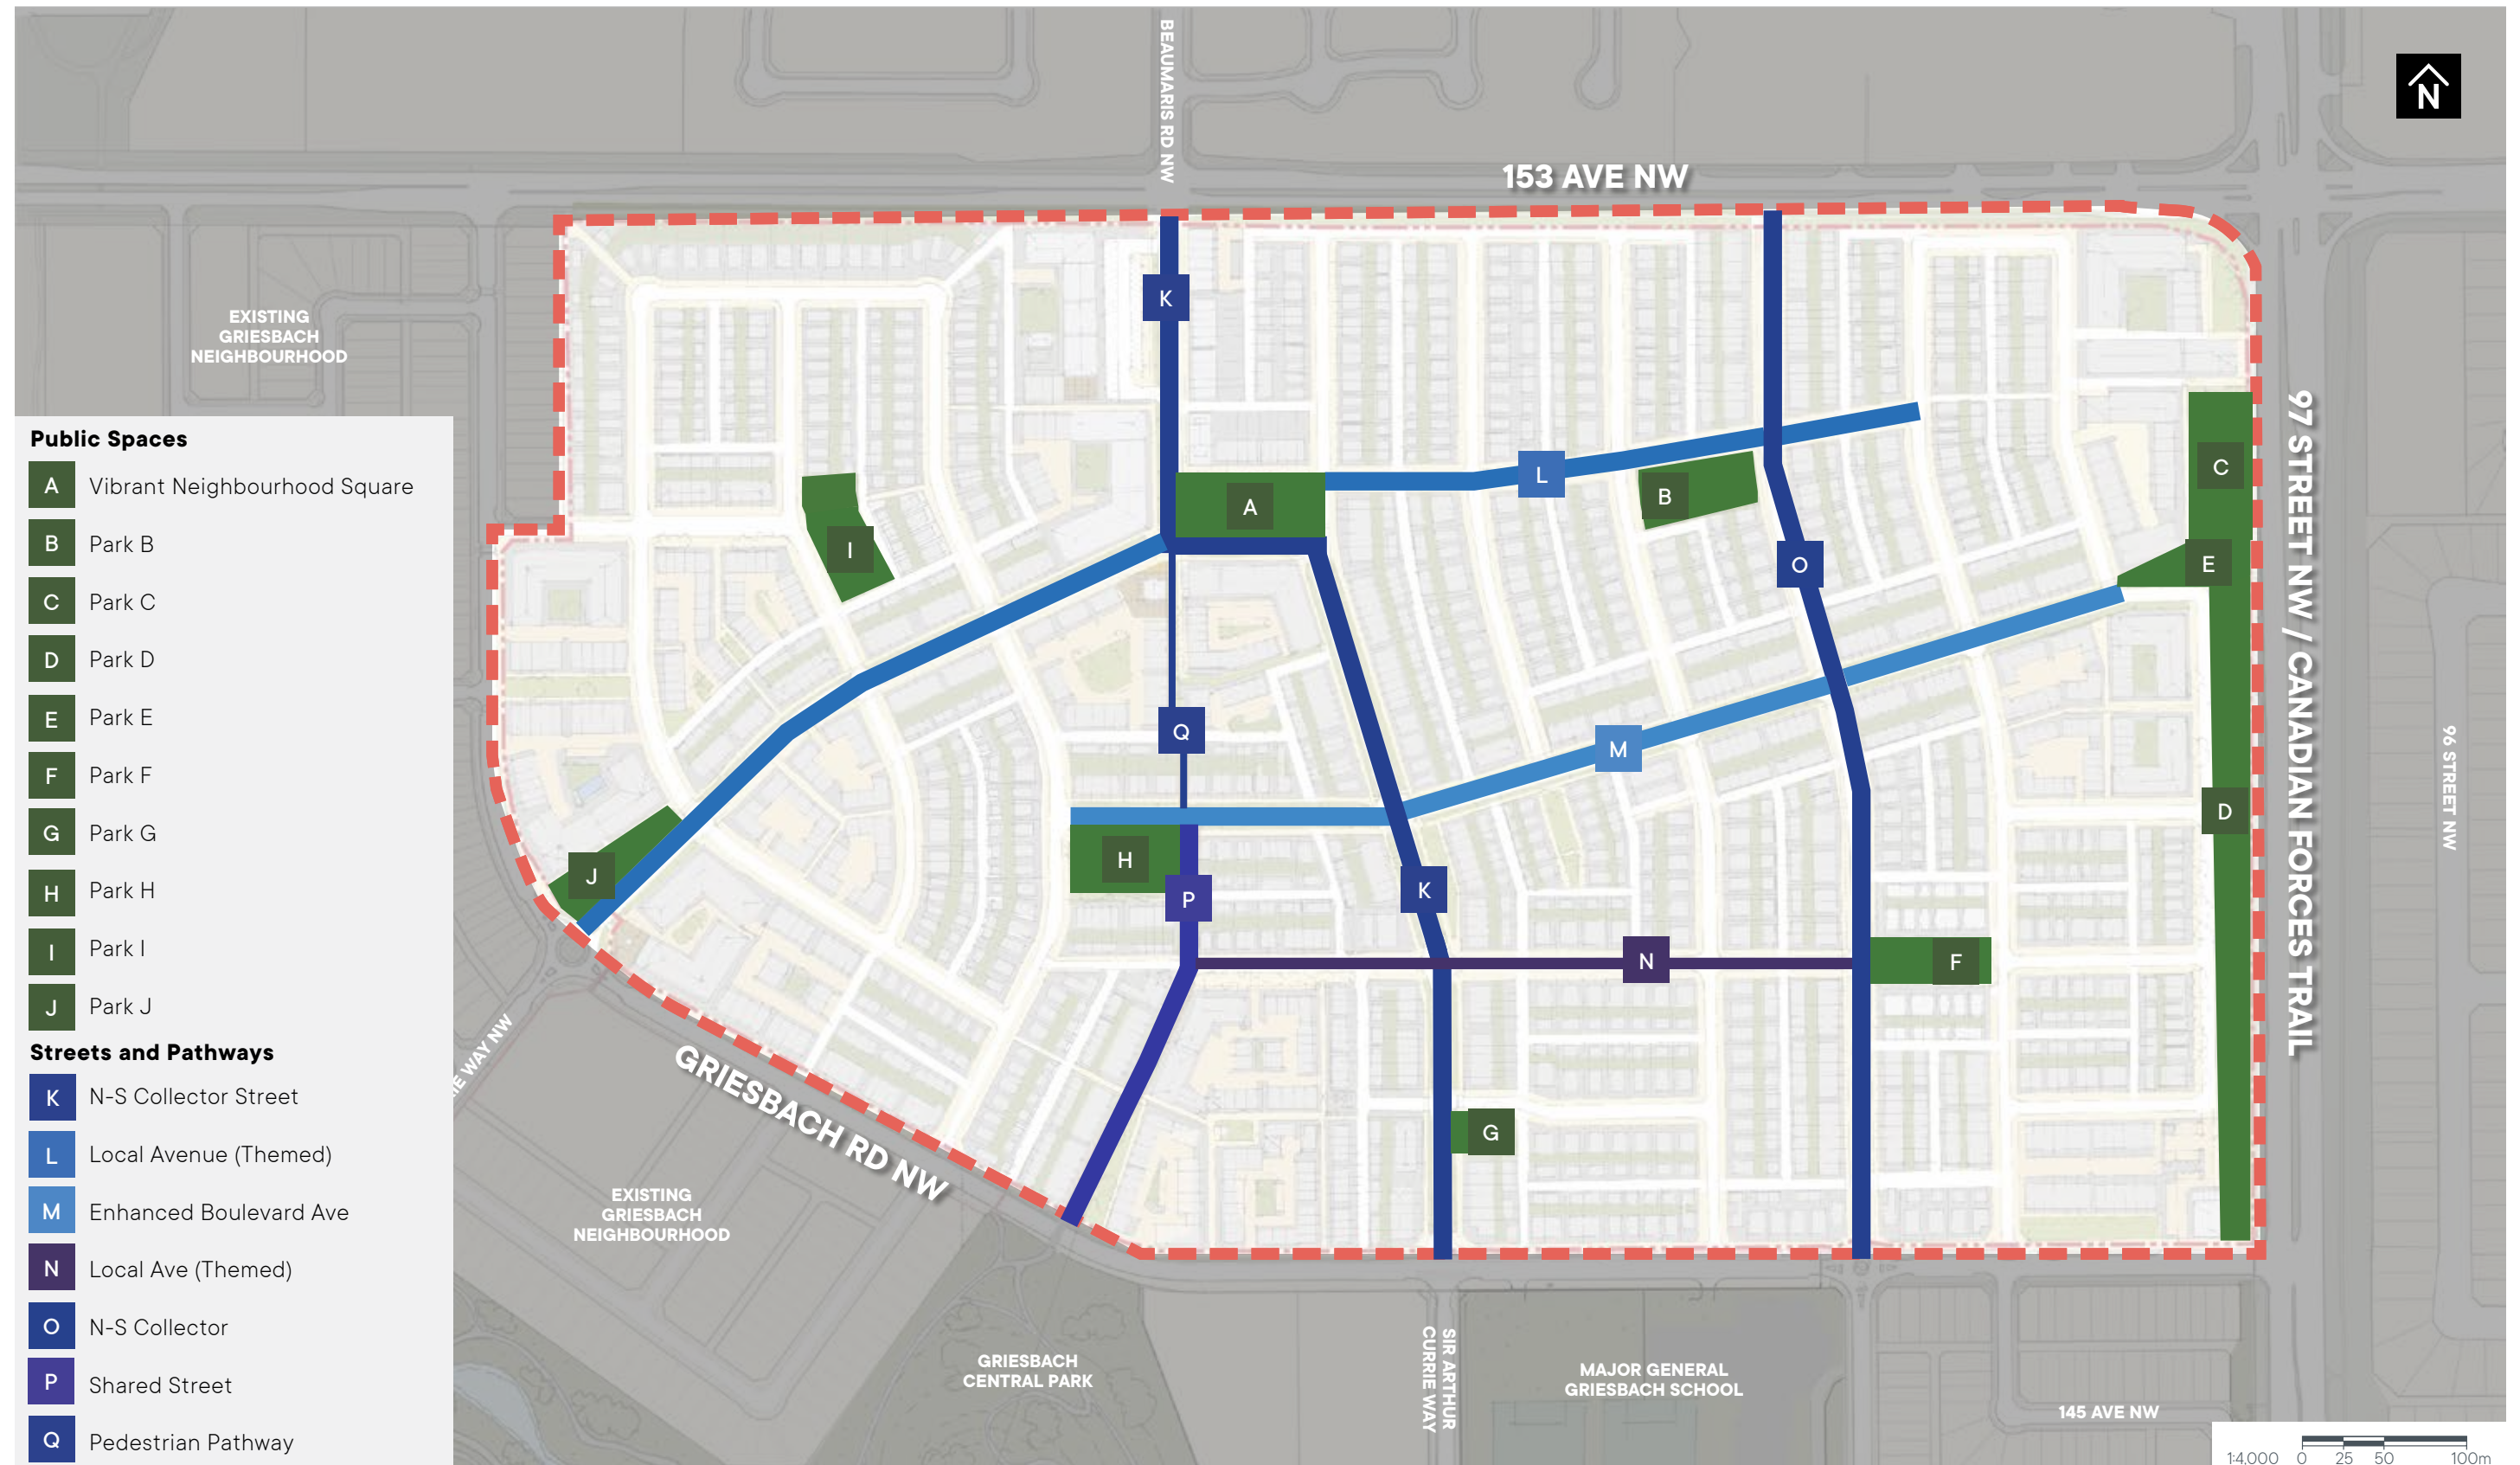 BEAUMARIS RD NW
N
153 AVE NW
EXISTING
GRIESBACH
NEIGHBOURHOOD
Public Spaces
A Vibrant Neighbourhood Square
B Park B
C Park C
D Park D
E Park E
F Park F
G Park G
H Park H
I Park I
J Park J
Streets and Pathways
K N-S Collector Street
L Local Avenue (Themed)
M Enhanced Boulevard Ave
N Local Ave (Themed)
O N-S Collector
P Shared Street
Q Pedestrian Pathway
K
L
A
B
C
I
O
E
Q
M
D
H
J
P
K
N
F
G
97 STREET NW / CANADIAN FORCES TRAIL
96 STREET NW
WAY NW
GRIESBACH RD NW
EXISTING
GRIESBACH
NEIGHBOURHOOD
GRIESBACH
CENTRAL PARK
SIR ARTHUR
CURRIE WAY
MAJOR GENERAL
GRIESBACH SCHOOL
145 AVE NW
1:4,000 0 25 50 100m